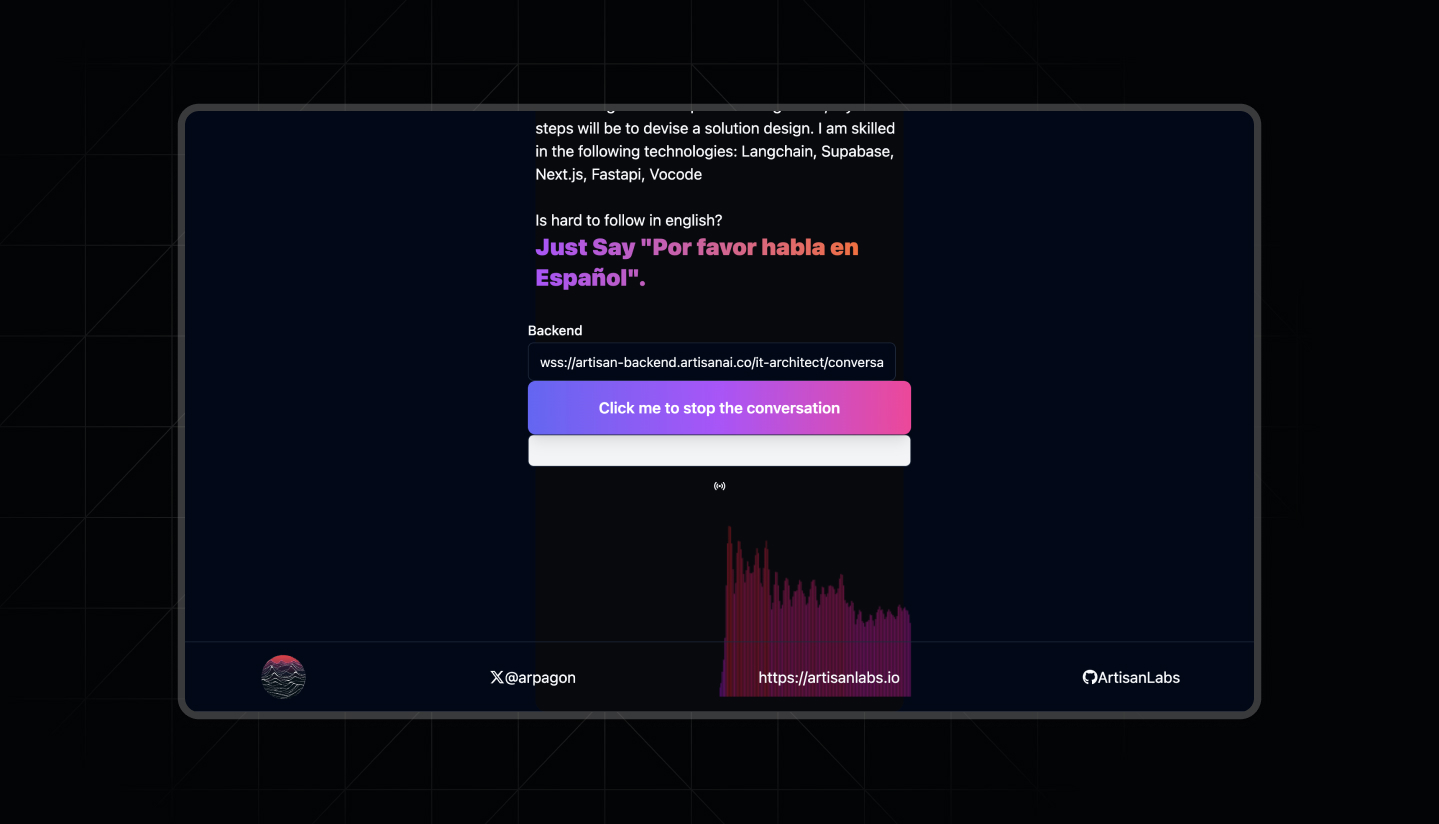 steps will be to devise a solution design. I am skilled
in the following technologies: Langchain, Supabase,
Next.js, Fastapi, Vocode
Is hard to follow in english?
Just Say "Por favor habla en
Español".
Backend
wss://artisan-backend.artisanai.co/it-architect/conversa
Click me to stop the conversation
@arpagon
https://artisanlabs.io
ArtisanLabs